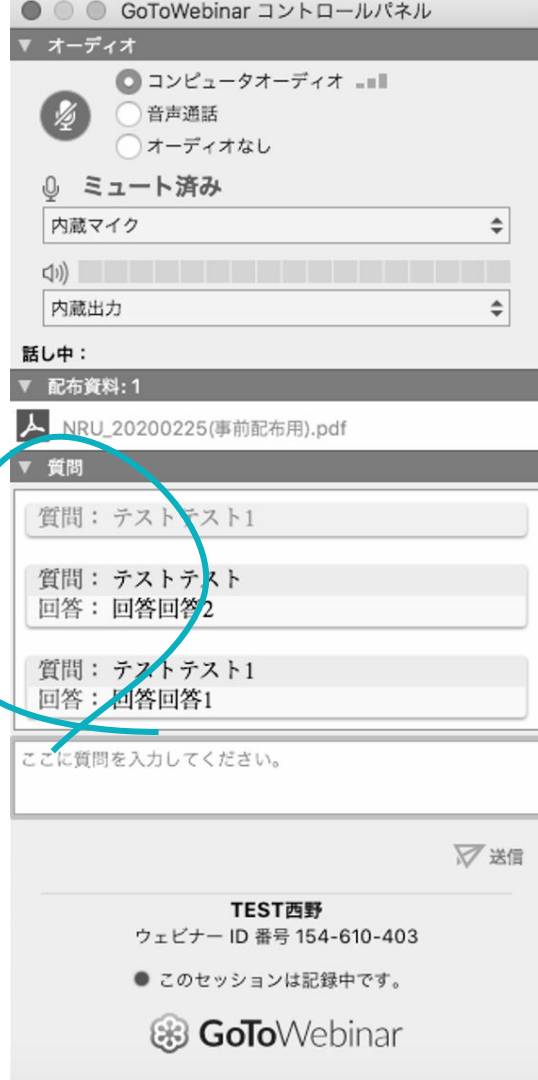 GoToWebinar コントロールパネル
▼ オーディオ
コンピュータオーディオ
音声通話
オーディオなし
ミュート済み
内蔵マイク
内蔵出力
話し中：
▼ 配布資料: 1
NRU_20200225(事前配布用).pdf
▼ 質問
質問： テストテスト1
質問： テストテスト
回答： 回答回答2
質問： テストテスト1
回答： 回答回答1
ここに質問を入力してください。
送信
TEST西野
ウェビナー ID 番号 154-610-403
このセッションは記録中です。
GoToWebinar